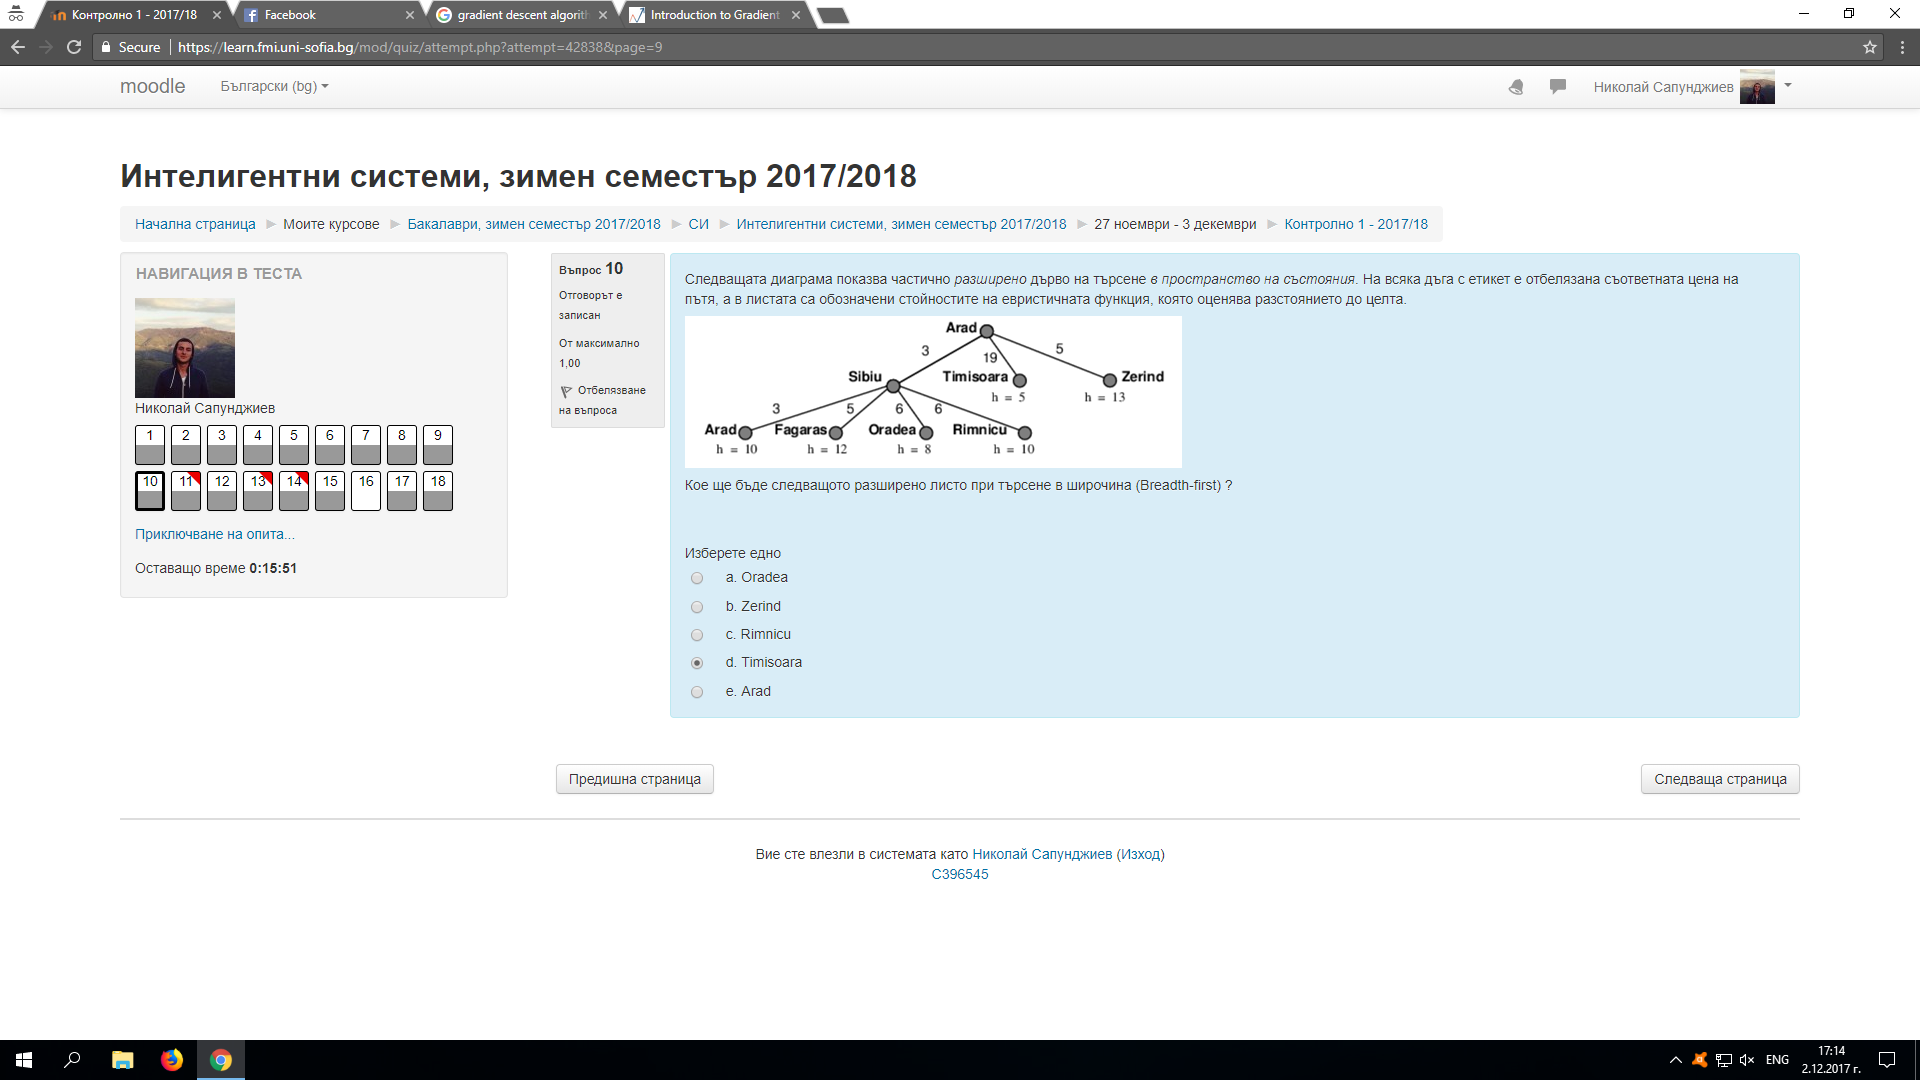 Контролно 1 - 2017/18
Facebook
gradient descent algorith
Introduction to Gradient
Secure
https://learn.fmi.uni-sofia.bg/mod/quiz/attempt.php?attempt=42838&page=9
moodle
Български (bg)
Николай Сапунджиев
Интелигентни системи, зимен семестър 2017/2018
Начална страница ► Моите курсове ► Бакалаври, зимен семестър 2017/2018 ► СИ ► Интелигентни системи, зимен семестър 2017/2018 ► 27 ноември - 3 декември ► Контролно 1 - 2017/18
НАВИГАЦИЯ В ТЕСТА
Николай Сапунджиев
1 2 3 4 5 6 7 8 9
10 11 12 13 14 15 16 17 18
Приключване на опита...
Оставащо време 0:15:51
Въпрос 10
Отговорът е
записан
От максимално
1,00
Отбелязване
на въпроса
Следващата диаграма показва частично разширено дърво на търсене в пространство на състояния. На всяка дъга с етикет е отбелязана съответната цена на
пътя, а в листата са обозначени стойностите на евристичната функция, която оценява разстоянието до целта.
Arad
3 19 5
Sibiu Timisoara Zerind
h = 5 h = 13
3 5 6 6
Arad Fagaras Oradea Rimnicu
h = 10 h = 12 h = 8 h = 10
Кое ще бъде следващото разширено листо при търсене в широчина (Breadth-first) ?
Изберете едно
a. Oradea
b. Zerind
c. Rimnicu
d. Timisoara
e. Arad
Предишна страница
Следваща страница
Вие сте влезли в системата като Николай Сапунджиев (Изход)
С396545
ENG
17:14
2.12.2017 г.